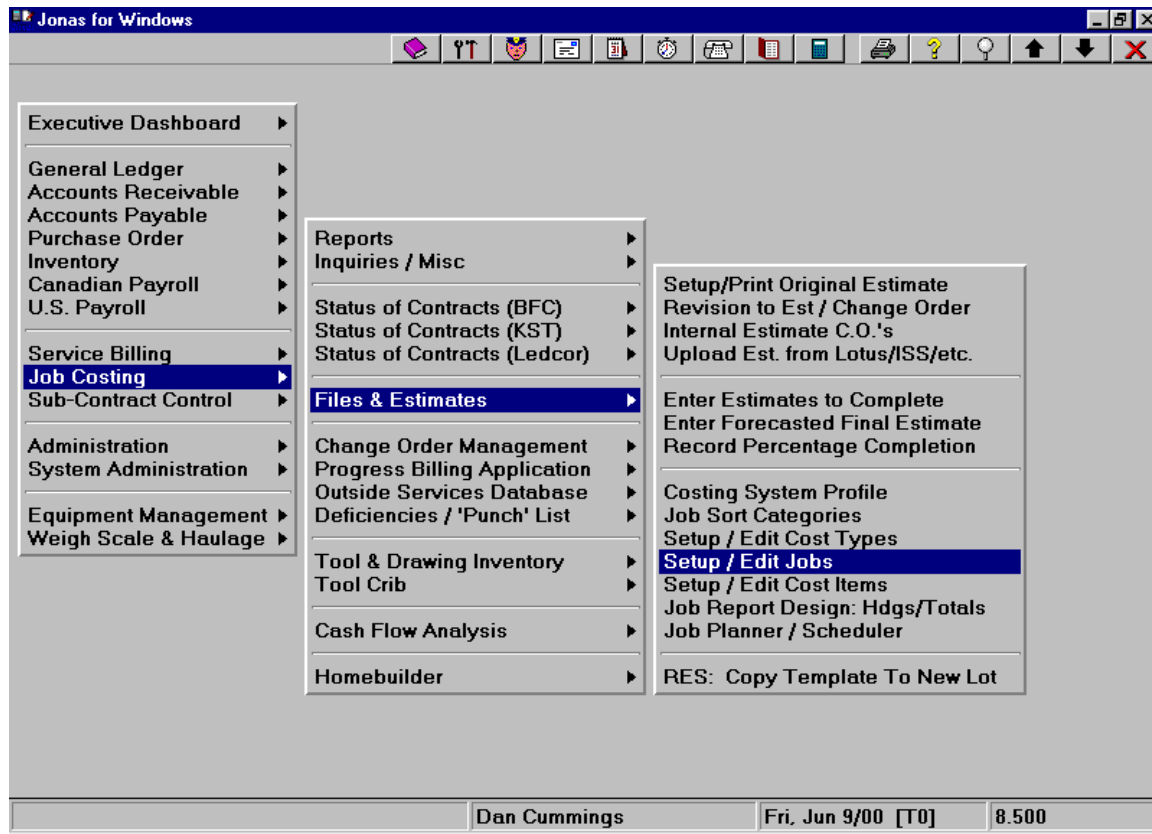 Jonas for Windows
Executive Dashboard
General Ledger
Accounts Receivable
Accounts Payable
Purchase Order
Inventory
Canadian Payroll
U.S. Payroll
Service Billing
Job Costing
Sub-Contract Control
Administration
System Administration
Equipment Management
Weigh Scale & Haulage
Reports
Inquiries / Misc
Status of Contracts (BFC)
Status of Contracts (KST)
Status of Contracts (Ledcor)
Files & Estimates
Change Order Management
Progress Billing Application
Outside Services Database
Deficiencies / 'Punch' List
Tool & Drawing Inventory
Tool Crib
Cash Flow Analysis
Homebuilder
Setup/Print Original Estimate
Revision to Est / Change Order
Internal Estimate C.O.'s
Upload Est. from Lotus/ISS/etc.
Enter Estimates to Complete
Enter Forecasted Final Estimate
Record Percentage Completion
Costing System Profile
Job Sort Categories
Setup / Edit Cost Types
Setup / Edit Jobs
Setup / Edit Cost Items
Job Report Design: Hdgs/Totals
Job Planner / Scheduler
RES: Copy Template To New Lot
Dan Cummings
Fri, Jun 9/00 [T0]
8.500